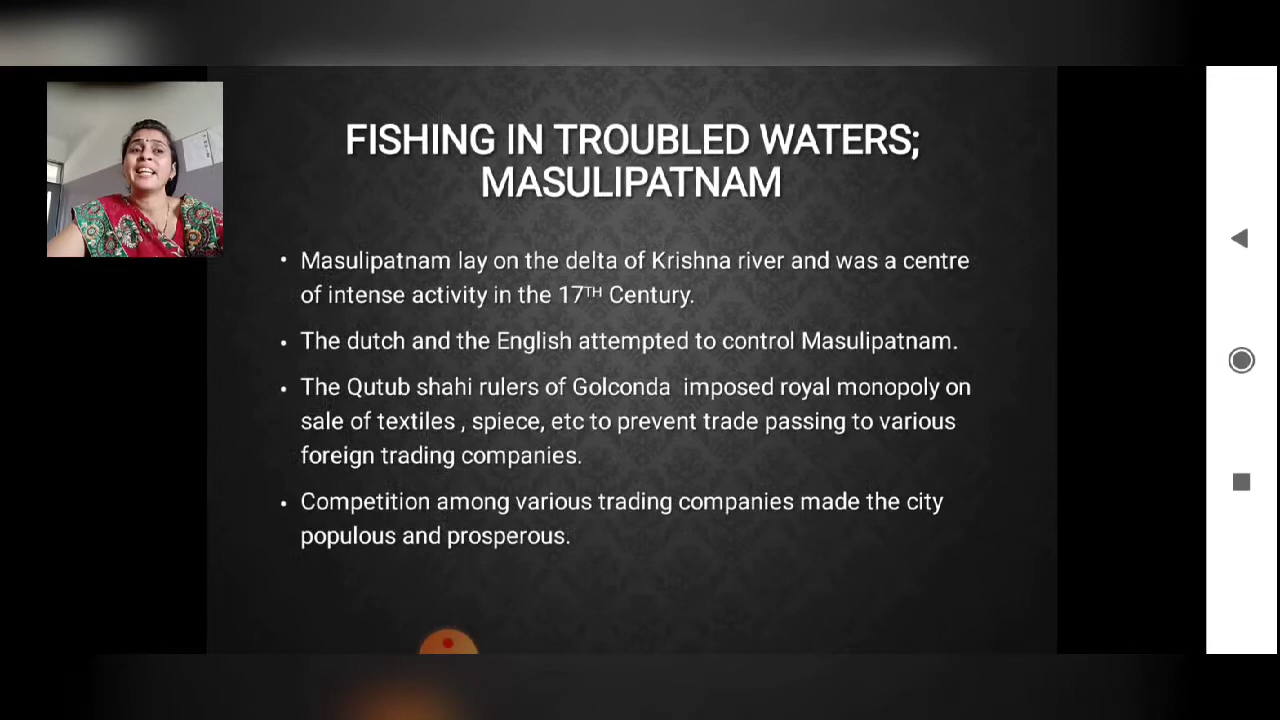 FISHING IN TROUBLED WATERS;
MASULIPATNAM
• Masulipatnam lay on the delta of Krishna river and was a centre
of intense activity in the 17TH Century.
• The dutch and the English attempted to control Masulipatnam.
• The Qutub shahi rulers of Golconda imposed royal monopoly on
sale of textiles , spiece, etc to prevent trade passing to various
foreign trading companies.
• Competition among various trading companies made the city
populous and prosperous.